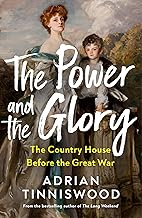 The Power
and the
Glory
The Country House
Before the Great War
ADRIAN
TINNISWOOD
From the bestselling author of The Long Weekend